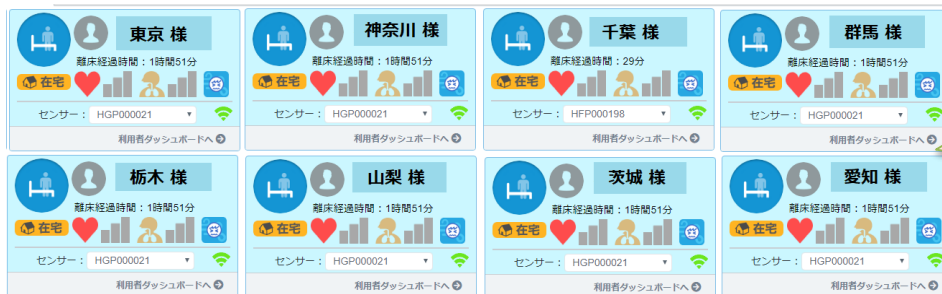 東京 様
離床経過時間：1時間51分
在宅
センサー： HGP000021
利用者ダッシュボードへ
神奈川 様
離床経過時間：1時間51分
在宅
センサー： HGP000021
利用者ダッシュボードへ
千葉 様
離床経過時間：29分
在宅
センサー： HFP000198
利用者ダッシュボードへ
群馬 様
離床経過時間：1時間51分
在宅
センサー： HGP000021
利用者ダッシュボードへ
栃木 様
離床経過時間：1時間51分
在宅
センサー： HGP000021
利用者ダッシュボードへ
山梨 様
離床経過時間：1時間51分
在宅
センサー： HGP000021
利用者ダッシュボードへ
茨城 様
離床経過時間：1時間51分
在宅
センサー： HGP000021
利用者ダッシュボードへ
愛知 様
離床経過時間：1時間51分
在宅
センサー： HGP000021
利用者ダッシュボードへ